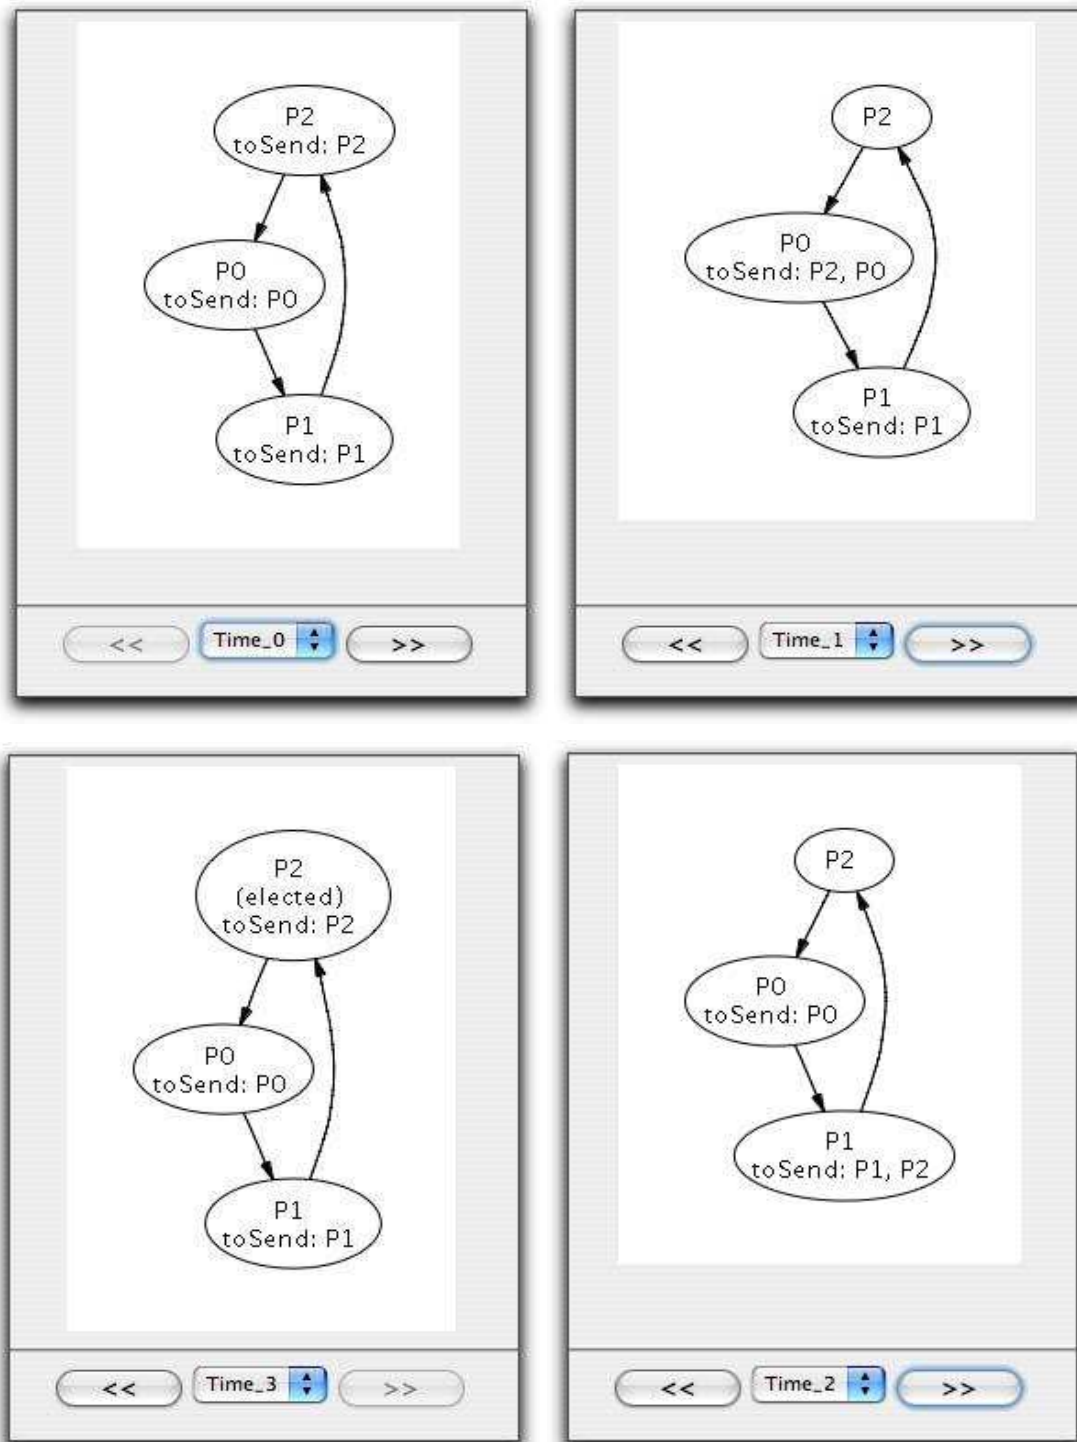 P2
toSend: P2
P0
toSend: P0
P1
toSend: P1
<<
Time_0
>>
P2
P0
toSend: P2, P0
P1
toSend: P1
<<
Time_1
>>
P2
(elected)
toSend: P2
P0
toSend: P0
P1
toSend: P1
<<
Time_3
>>
P2
P0
toSend: P0
P1
toSend: P1, P2
<<
Time_2
>>